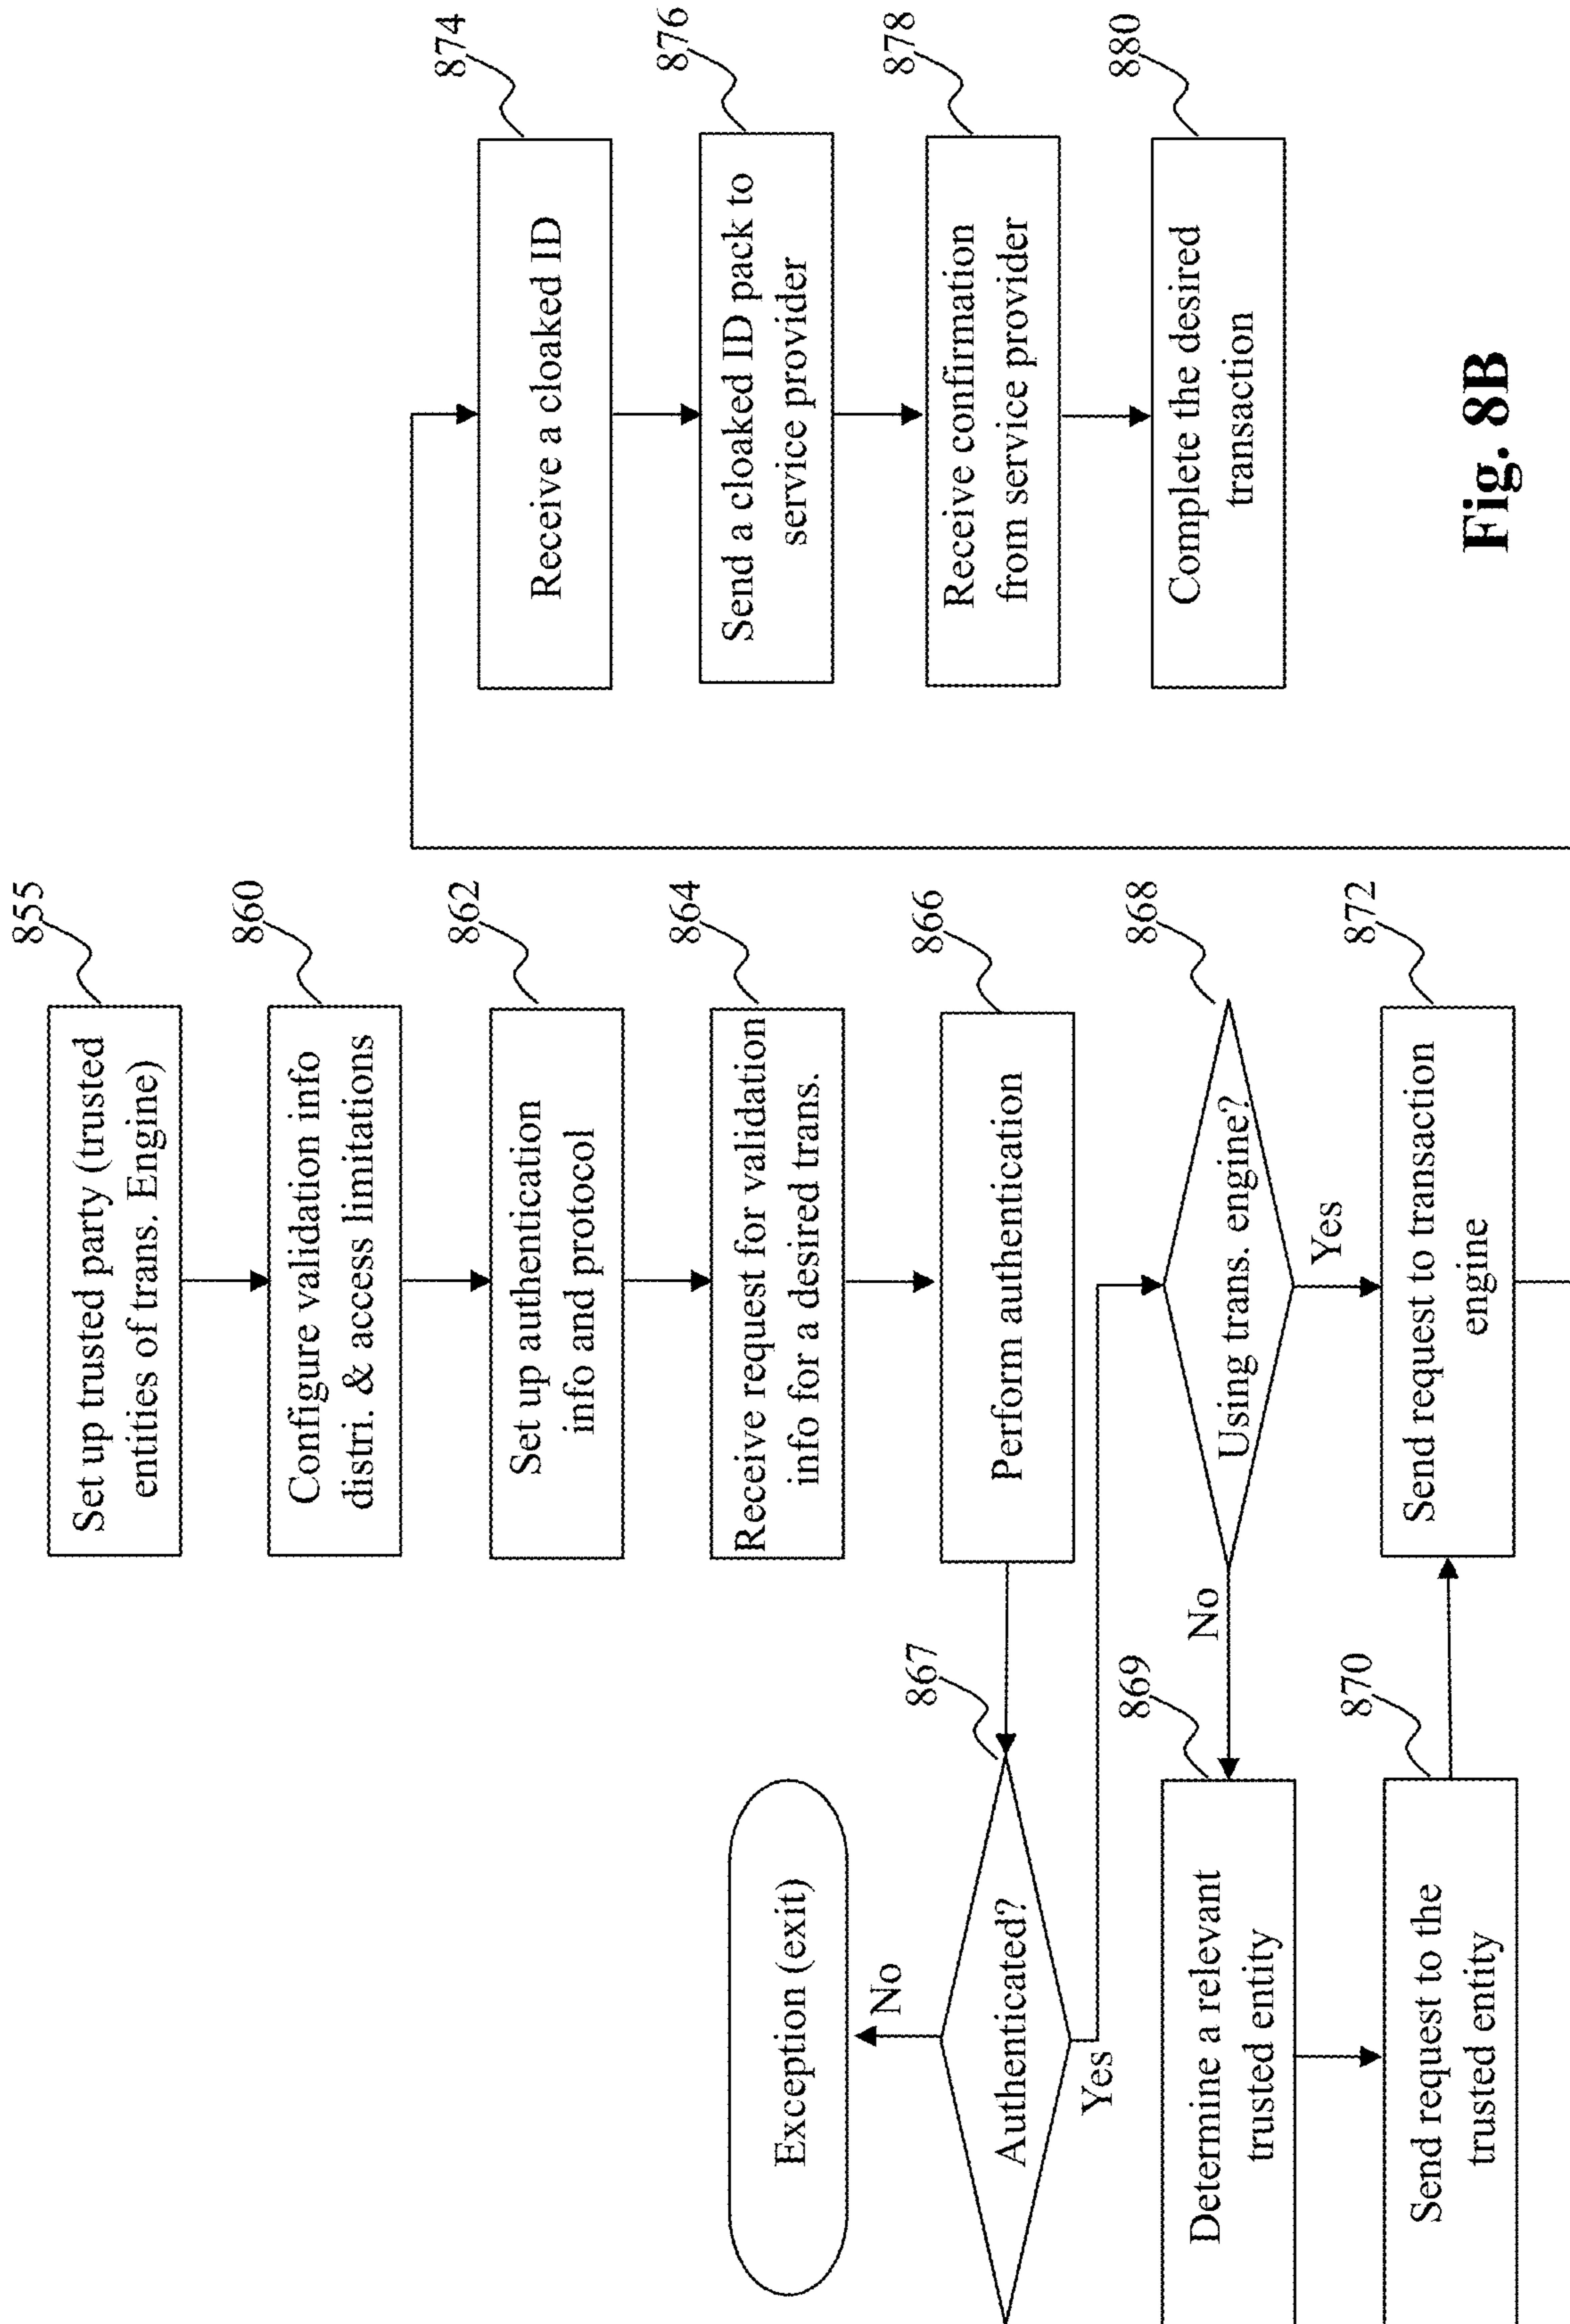 855
Set up trusted party (trusted
entities of trans. Engine)
860
Configure validation info
distri. & access limitations
862
Set up authentication
info and protocol
864
Receive request for validation
info for a desired trans.
866
Perform authentication
867
Authenticated?
No
Exception (exit)
Yes
868
Using trans. engine?
No
Yes
869
Determine a relevant
trusted entity
870
Send request to the
trusted entity
872
Send request to transaction
engine
874
Receive a cloaked ID
876
Send a cloaked ID pack to
service provider
878
Receive confirmation
from service provider
880
Complete the desired
transaction
Fig. 8B